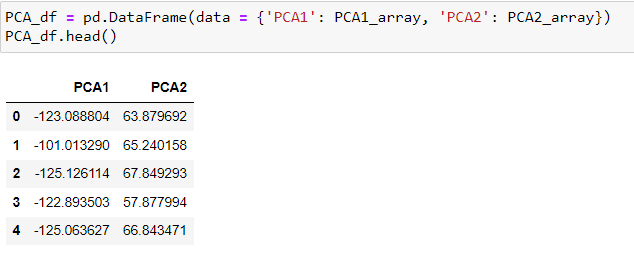 PCA_df = pd.DataFrame(data = {'PCA1': PCA1_array, 'PCA2': PCA2_array})
PCA_df.head()
PCA1 PCA2
0 -123.088804 63.879692
1 -101.013290 65.240158
2 -125.126114 67.849293
3 -122.893503 57.877994
4 -125.063627 66.843471